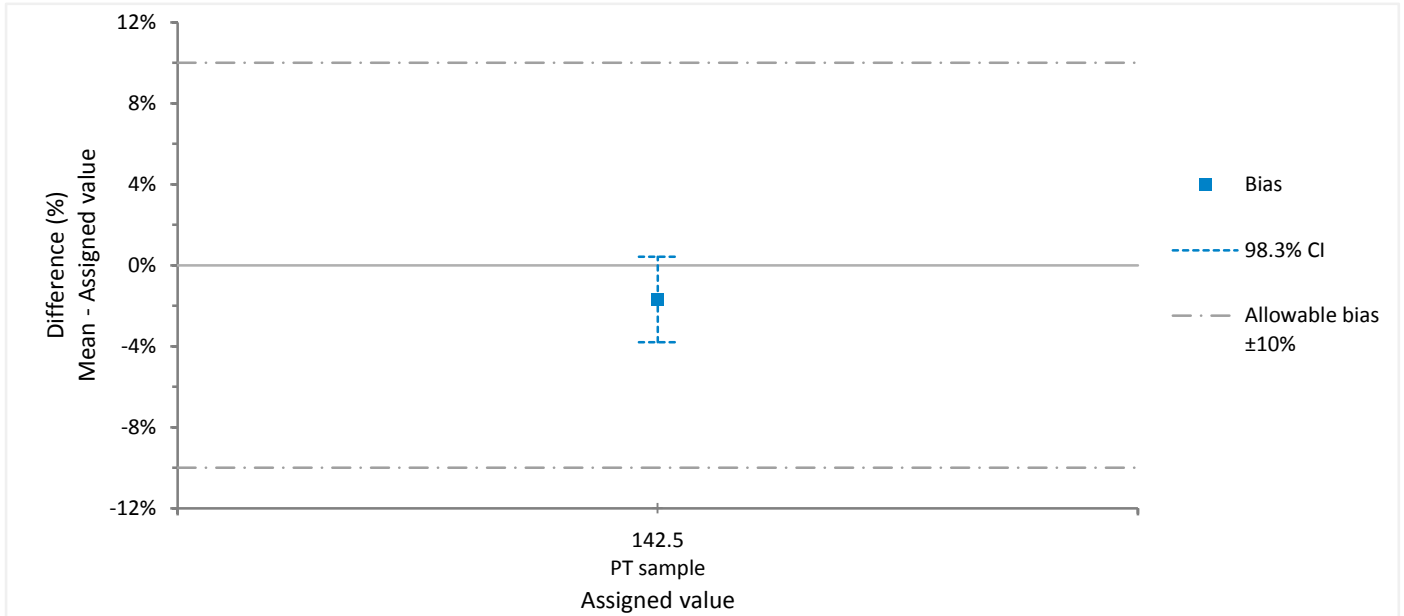 12%
8%
4%
0%
-4%
-8%
-12%
Difference (%)
Mean - Assigned value
142.5
PT sample
Assigned value
Bias
98.3% CI
Allowable bias
±10%